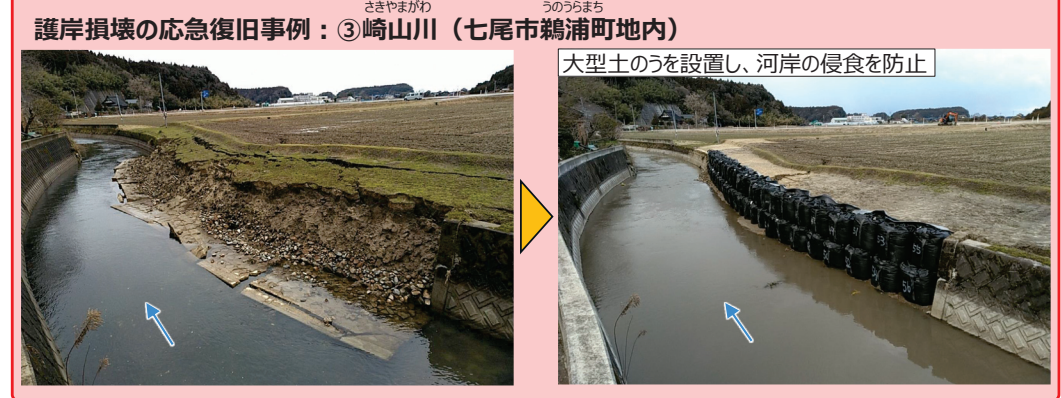 さきやまがわ うのうらまち
護岸損壊の応急復旧事例：③崎山川（七尾市鵜浦町地内）
大型土のうを設置し、河岸の侵食を防止